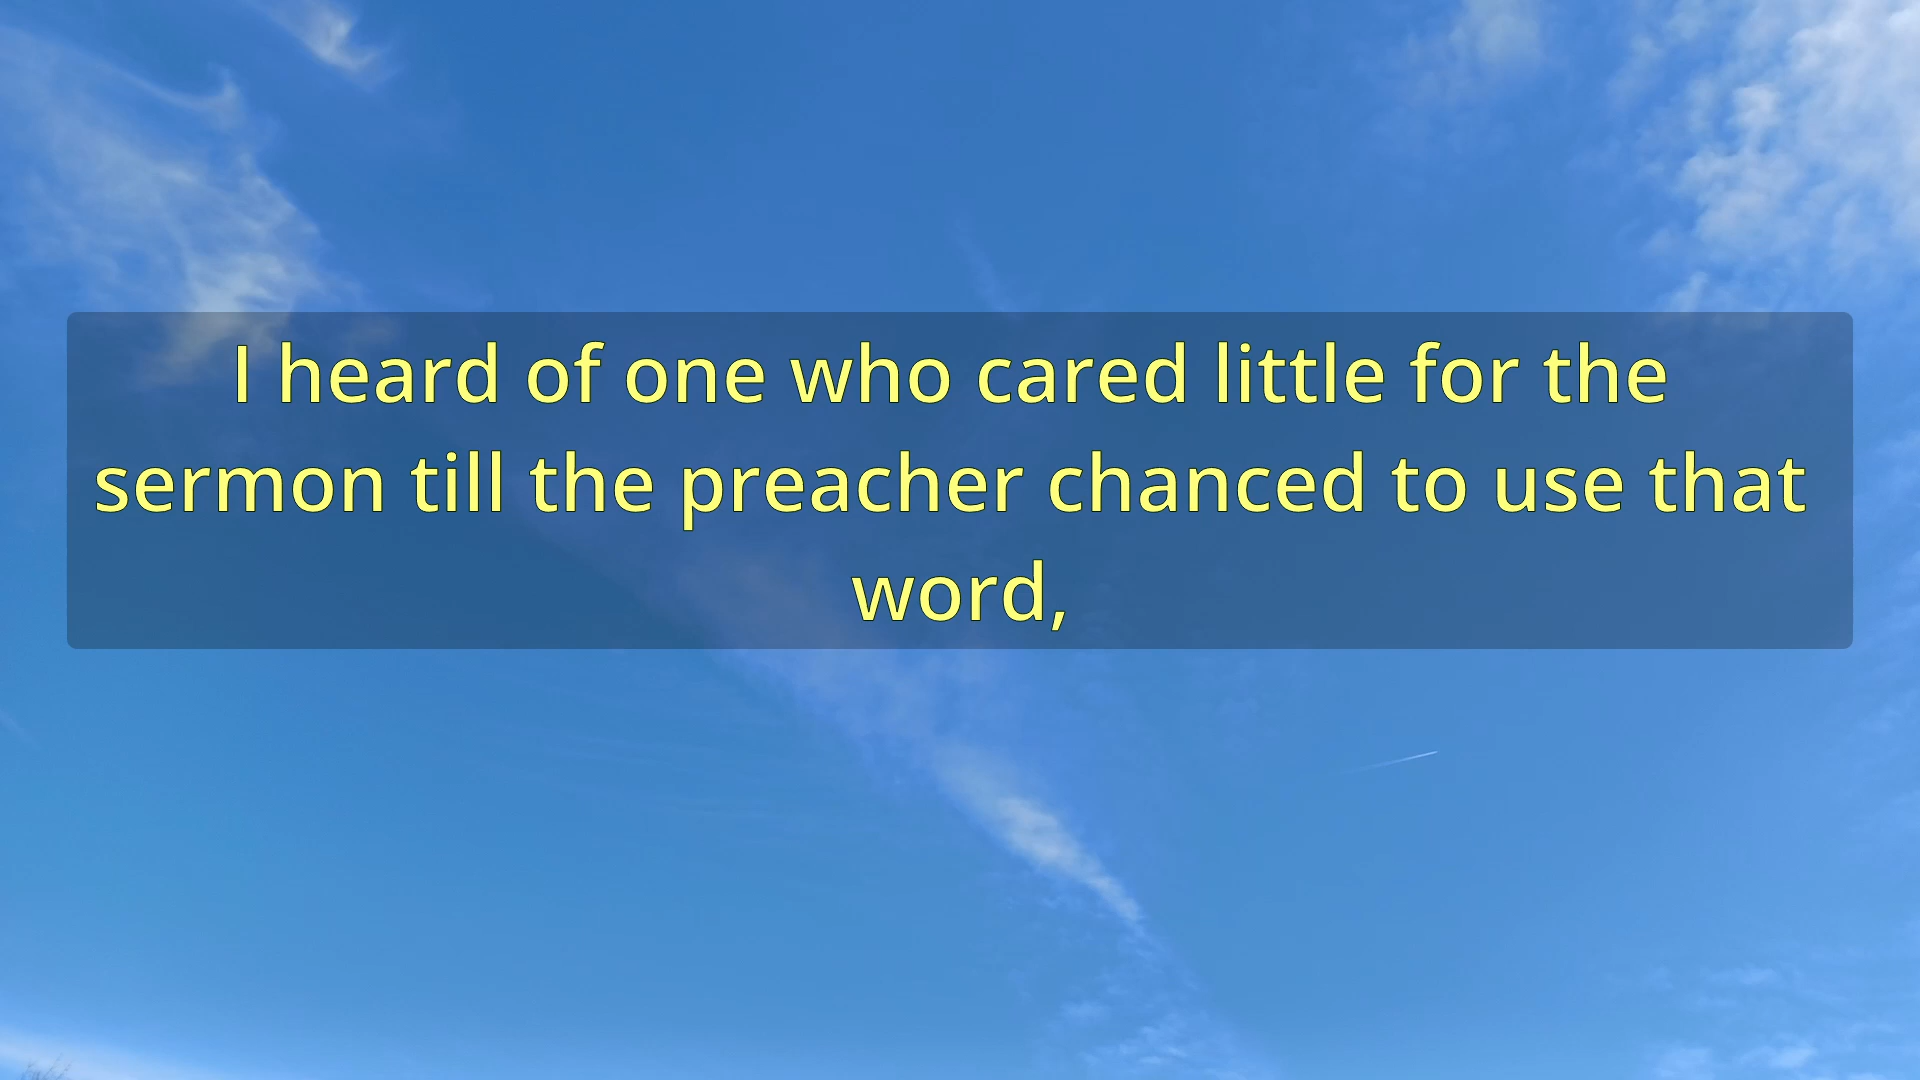 I heard of one who cared little for the
sermon till the preacher chanced to use that
word,